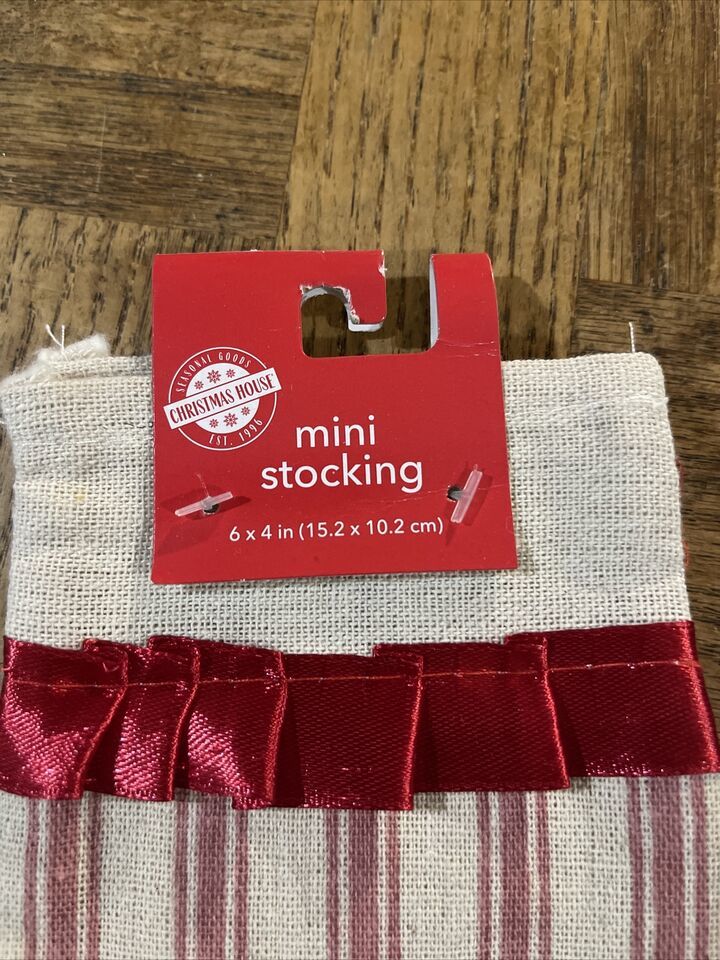 SEASONAL GOODS
CHRISTMAS HOUSE
EST. 1996
mini
stocking
6 x 4 in (15.2 x 10.2 cm)